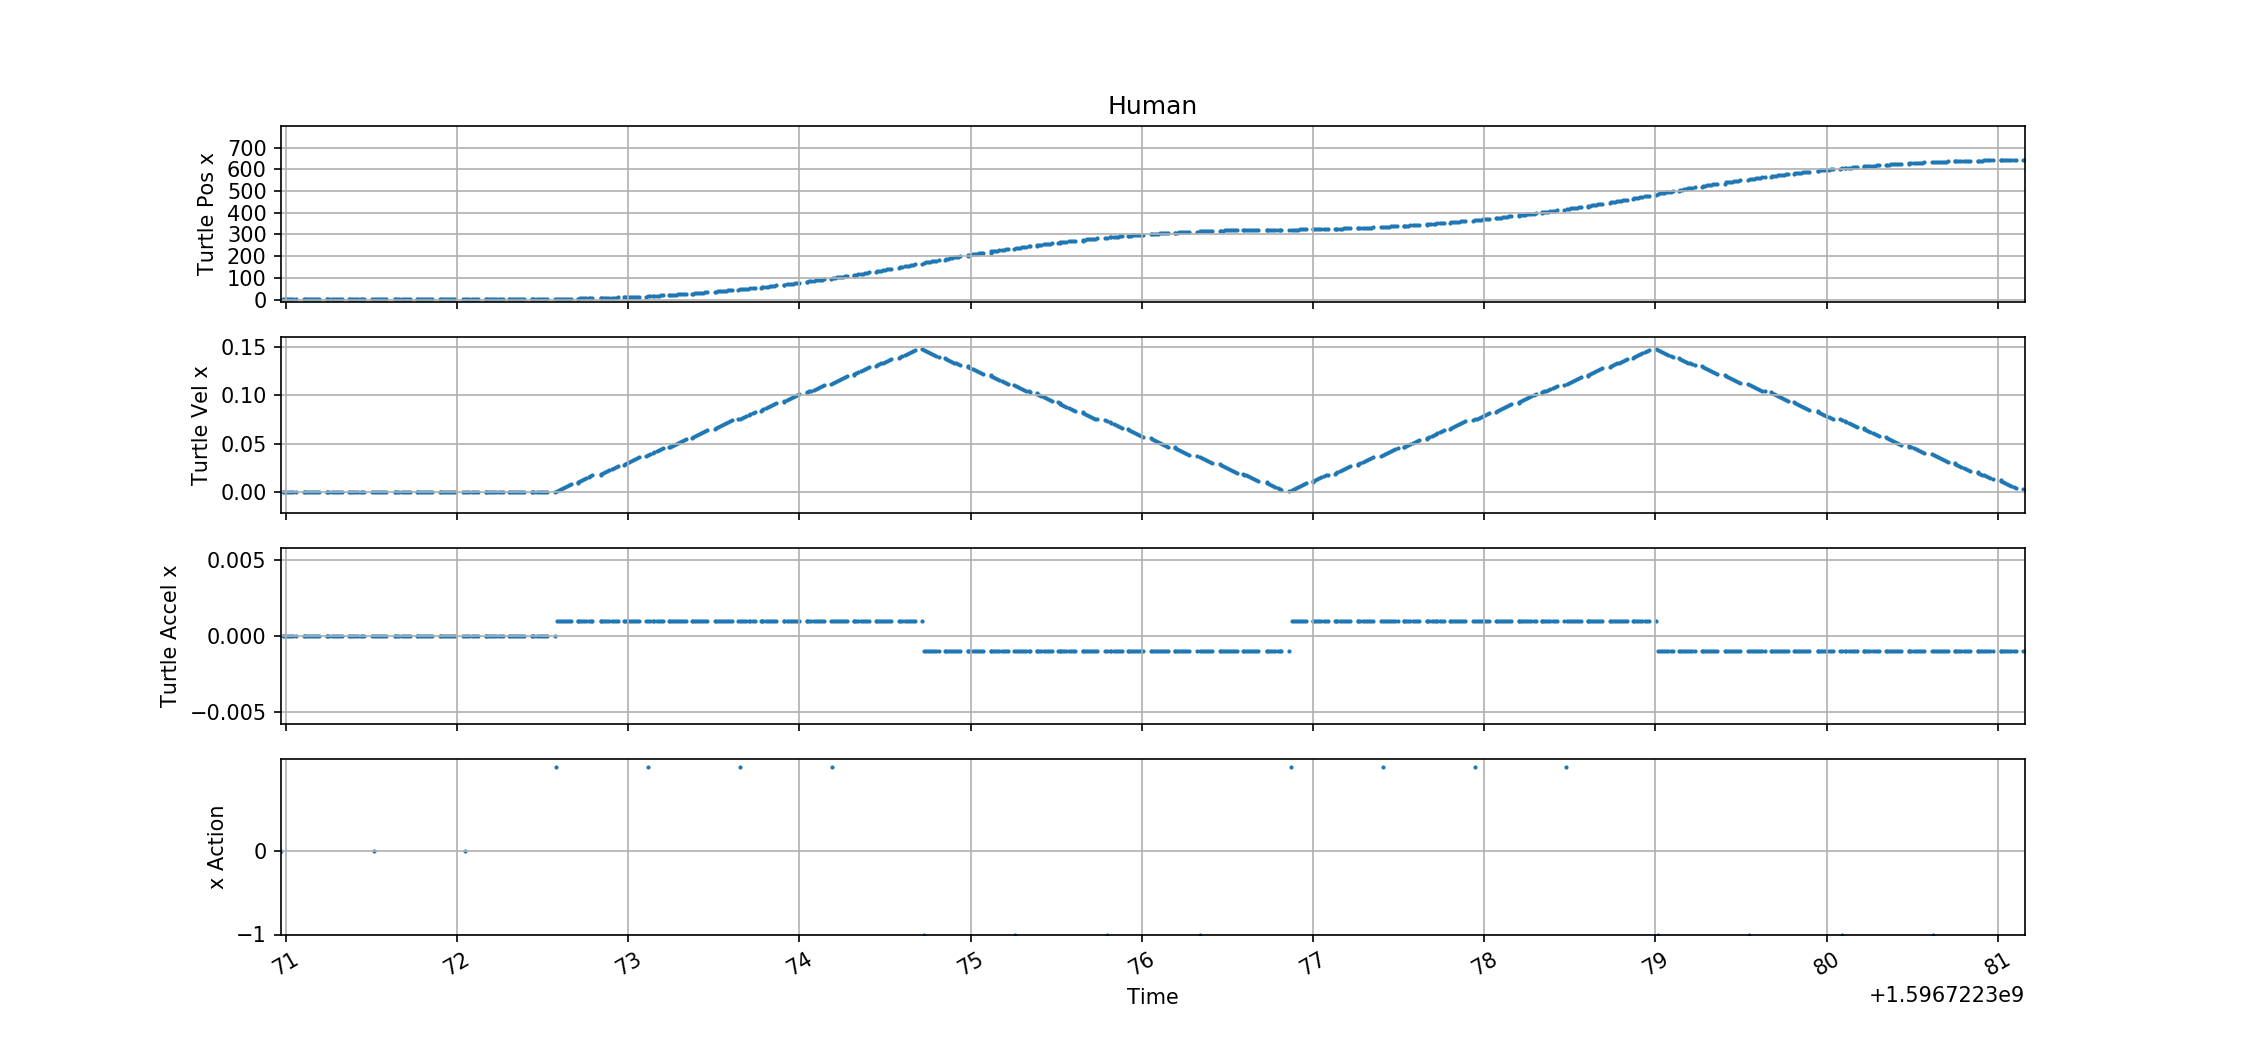 Human
Turtle Pos x
700
600
500
400
300
200
100
0
Turtle Vel x
0.15
0.10
0.05
0.00
Turtle Accel x
0.005
0.000
−0.005
x Action
0
−1
71 72 73 74 75 76 77 78 79 80 81
Time
+1.5967223e9